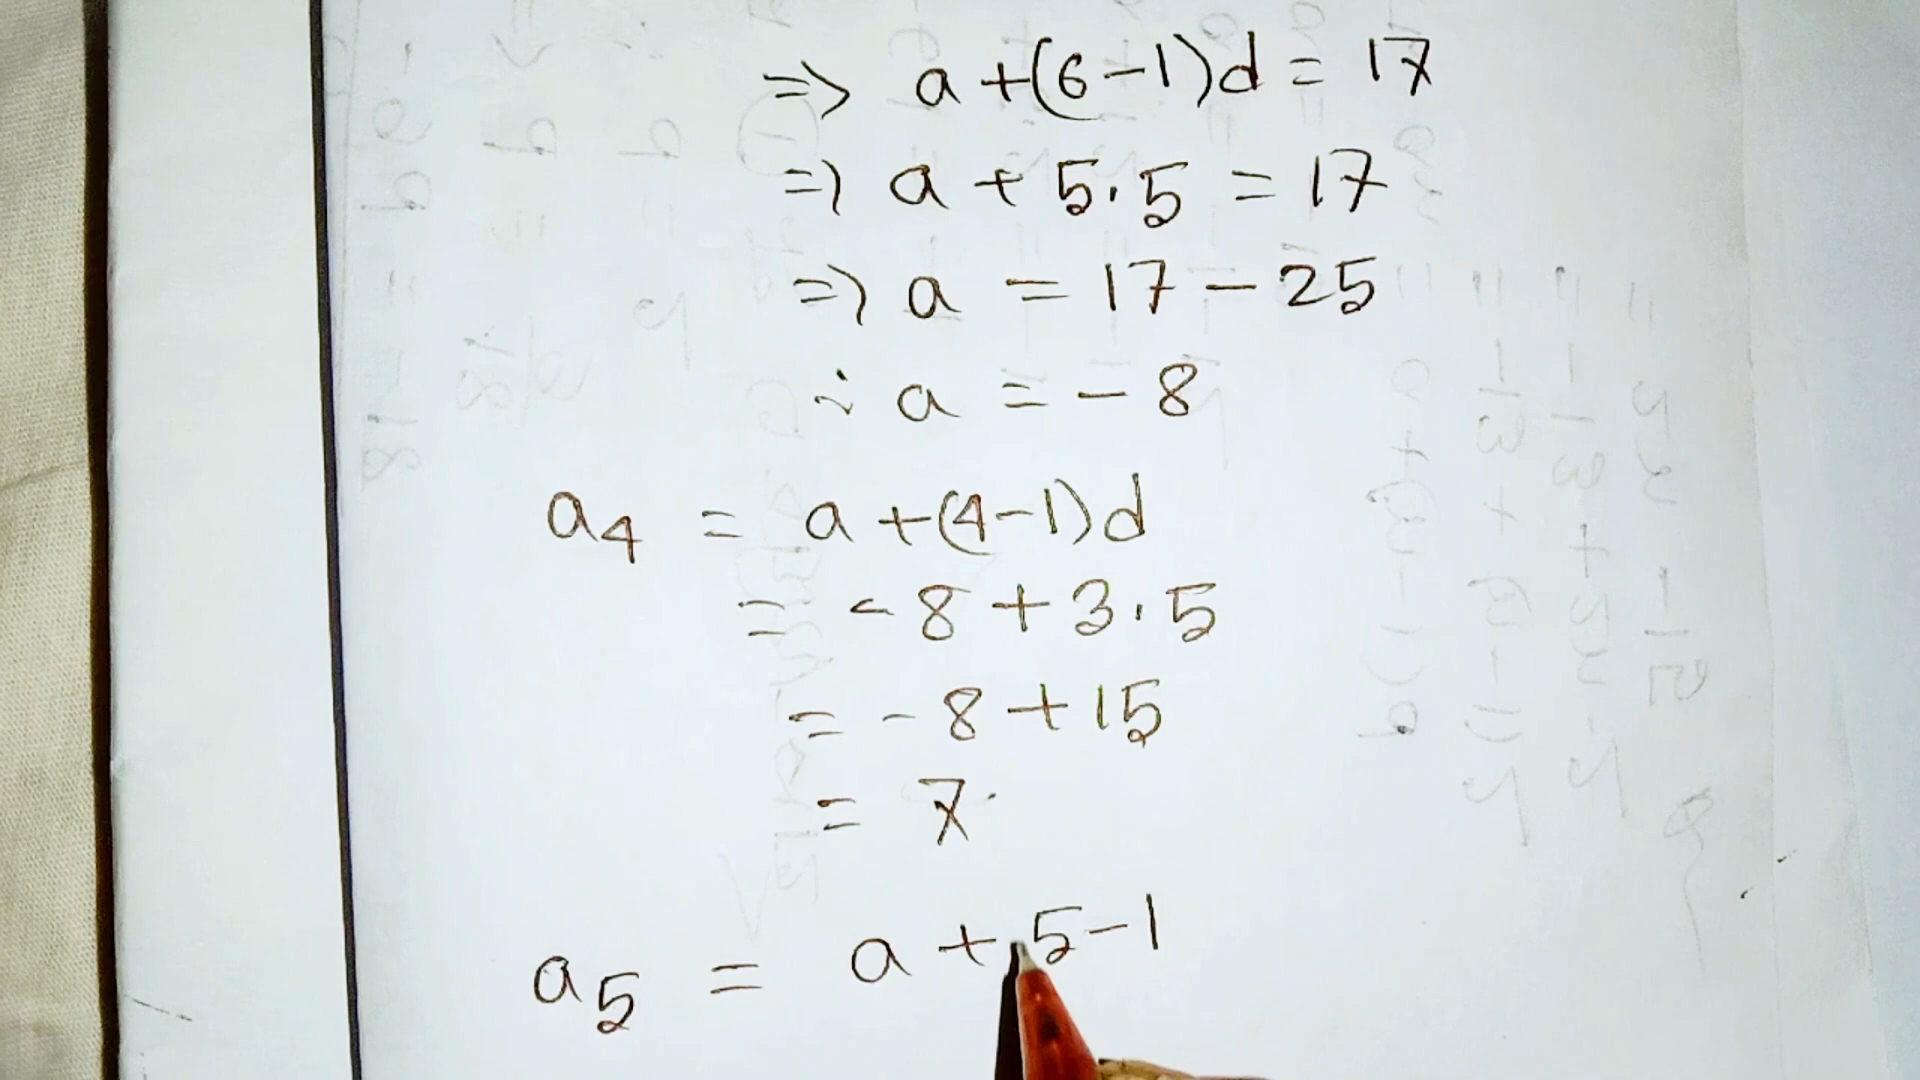 => a + (6-1)d = 17
=> a + 5.5 = 17
=> a = 17 - 25
∴ a = - 8
a4 = a + (4-1)d
= - 8 + 3.5
= - 8 + 15
= 7.
a5 = a + 5-1